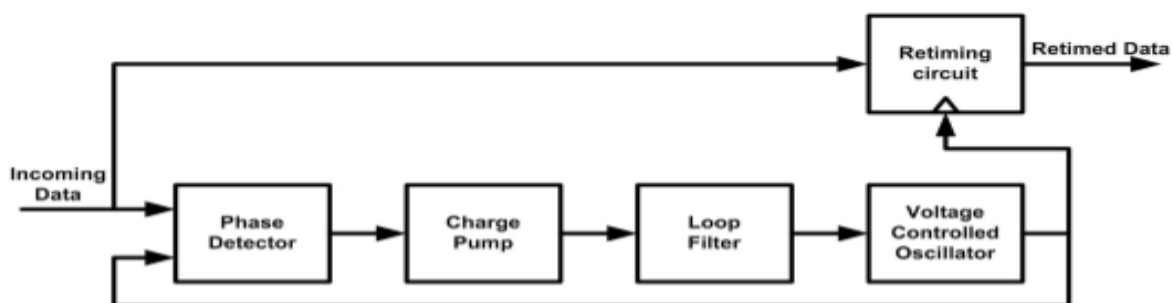 Retiming
circuit
Retimed Data
Incoming
Data
Phase
Detector
Charge
Pump
Loop
Filter
Voltage
Controlled
Oscillator